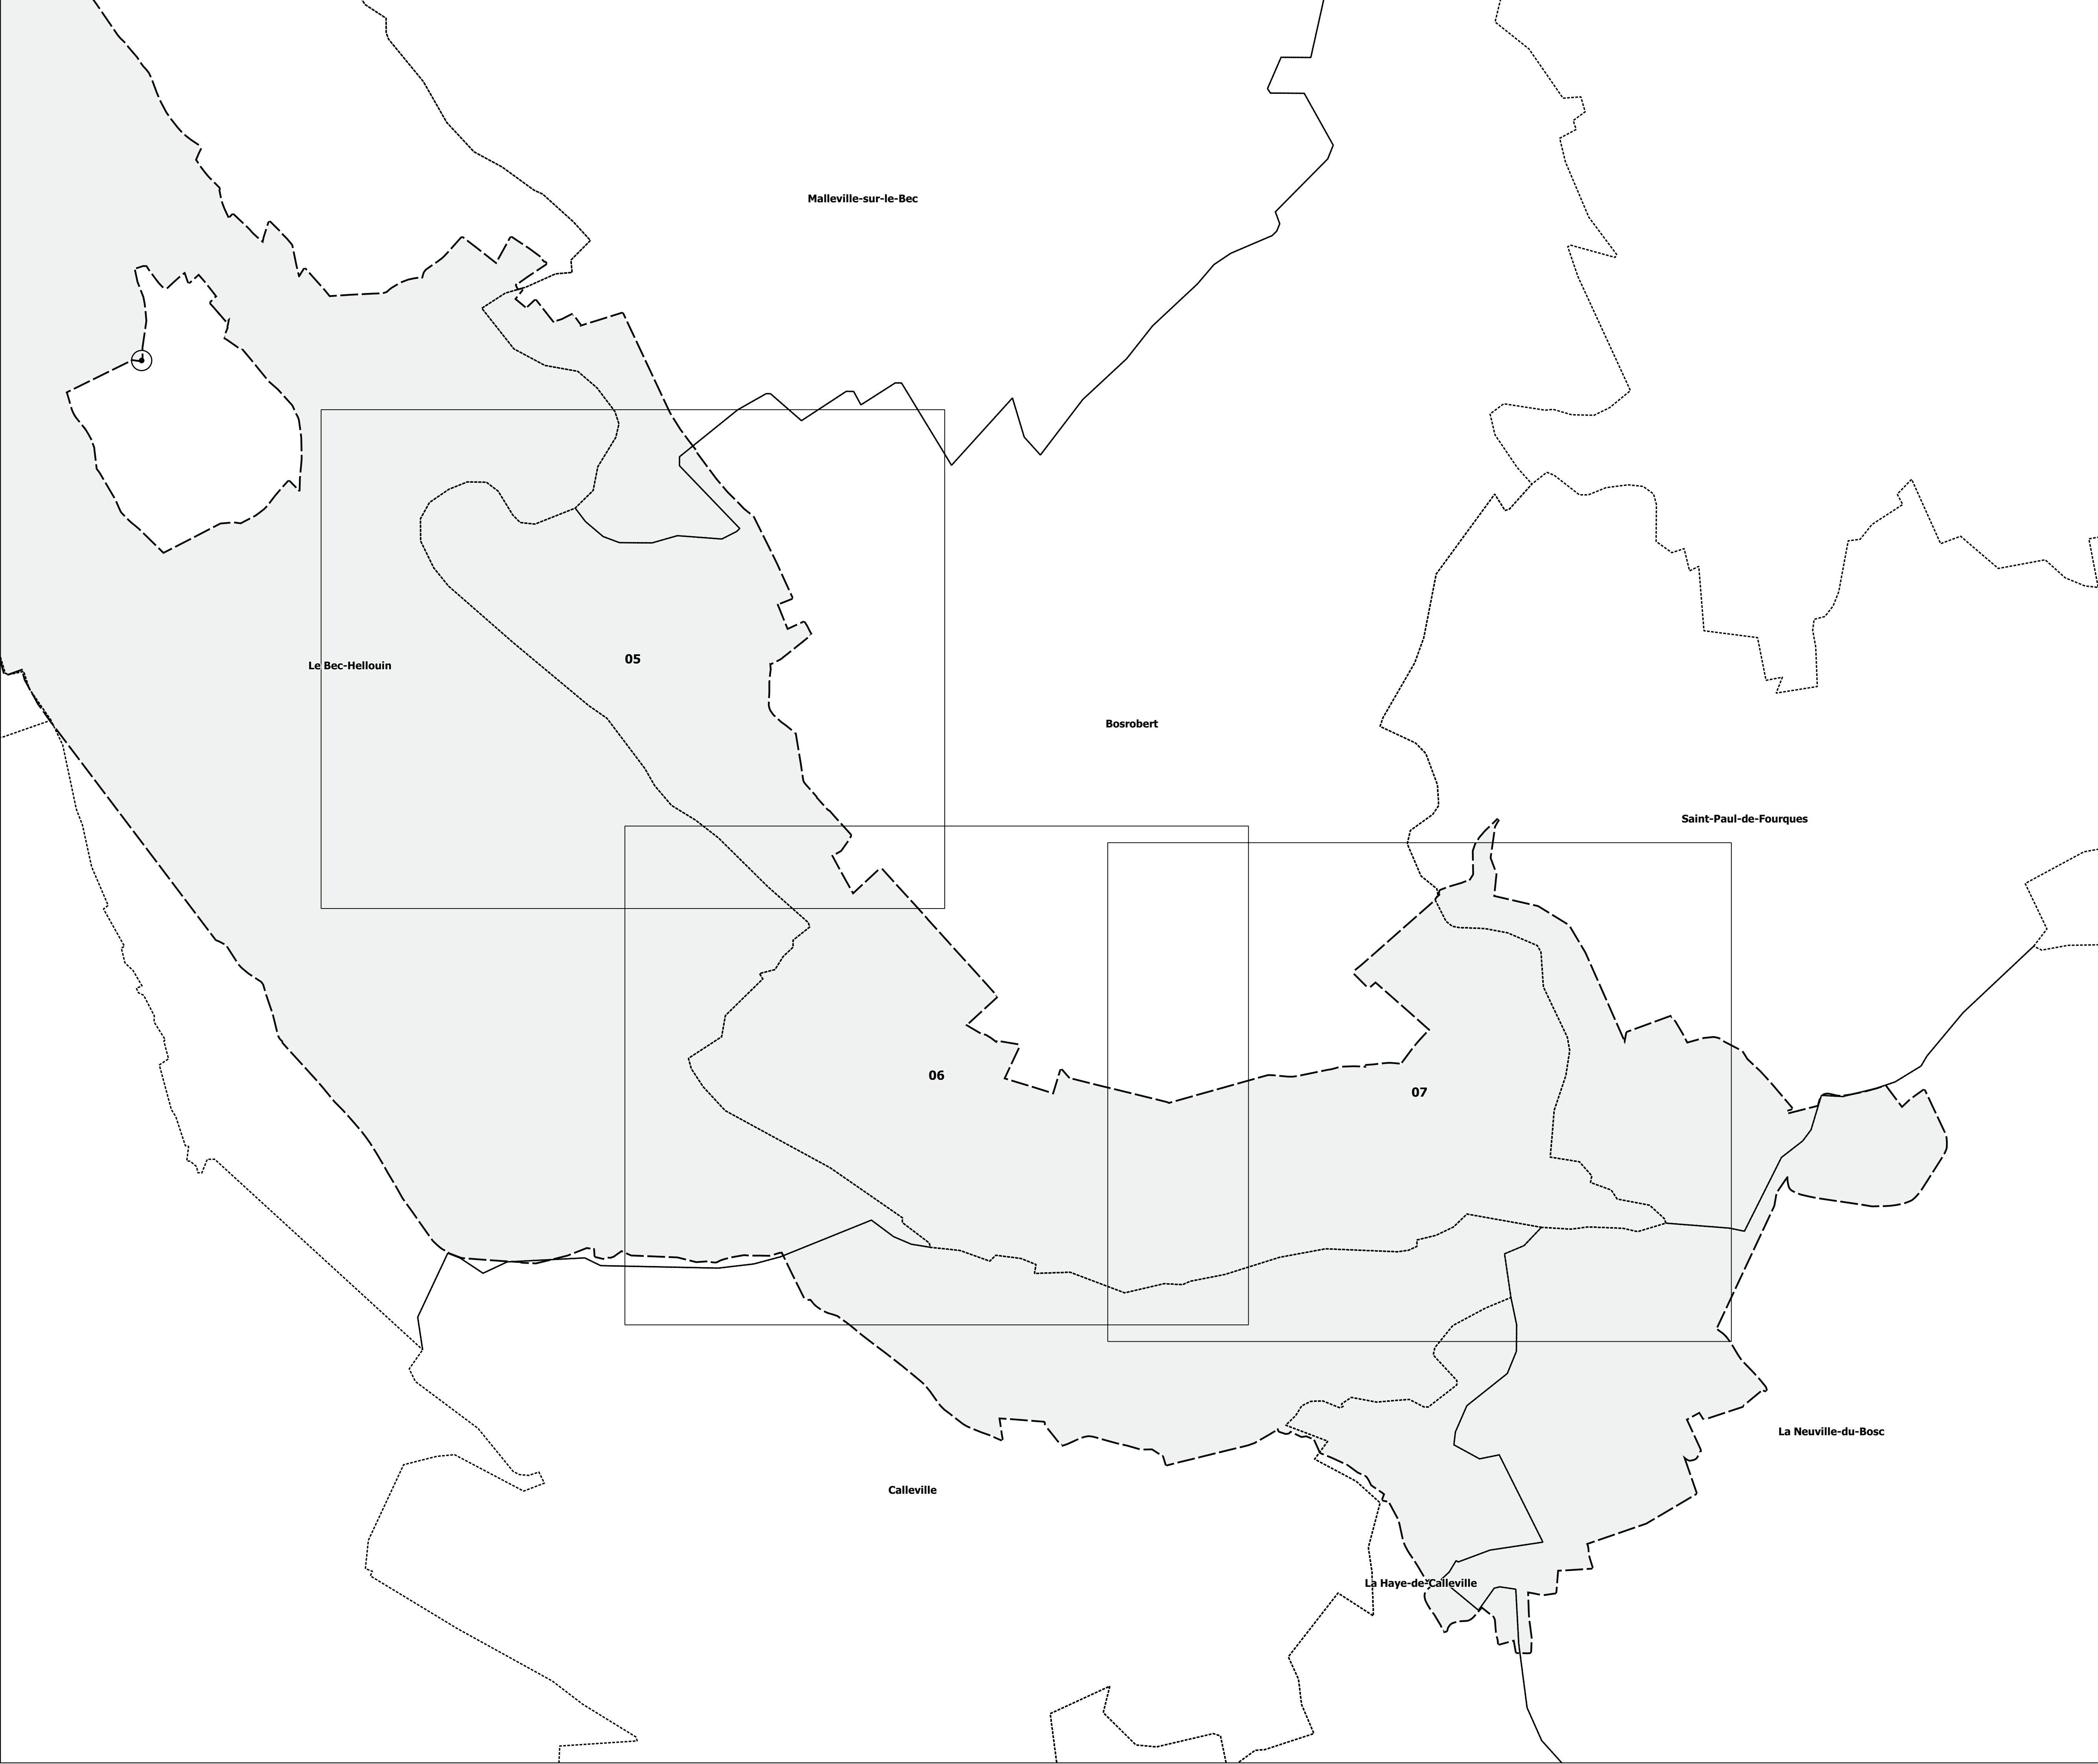 Malleville-sur-le-Bec
05
Le Bec-Hellouin
Bosrobert
Saint-Paul-de-Fourques
06
07
La Neuville-du-Bosc
Calleville
La Haye-de-Calleville